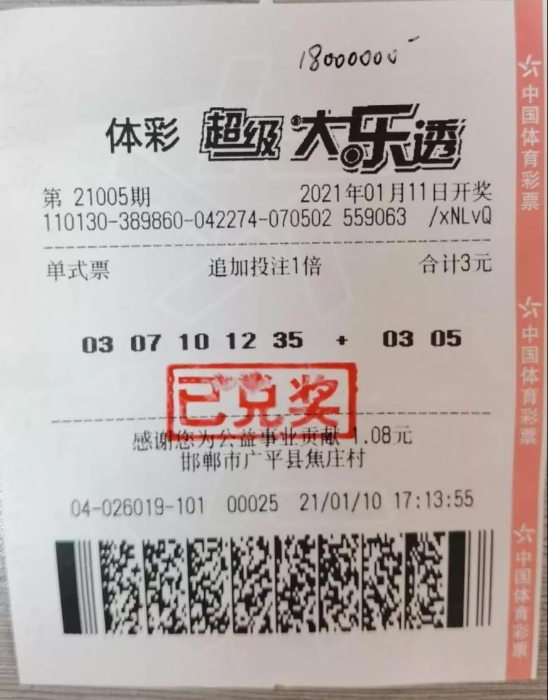 18000000
体彩 超级大乐透
第 21005期 2021年01月11日开奖
110130-389860-042274-070502 559063 /xNLvQ
单式票 追加投注1倍 合计3元
03 07 10 12 35 + 03 05
已兑奖
感谢您为公益事业贡献 1.08元
邯郸市广平县焦庄村
04-026019-101 00025 21/01/10 17:13:55
中国体育彩票
中国体育彩票
中国体育彩票